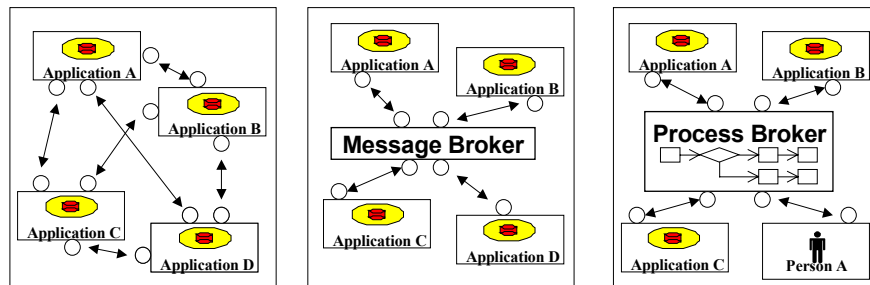 Application A
Application B
Application C
Application D
Application A
Application B
Message Broker
Application C
Application D
Application A
Application B
Process Broker
Application C
Person A